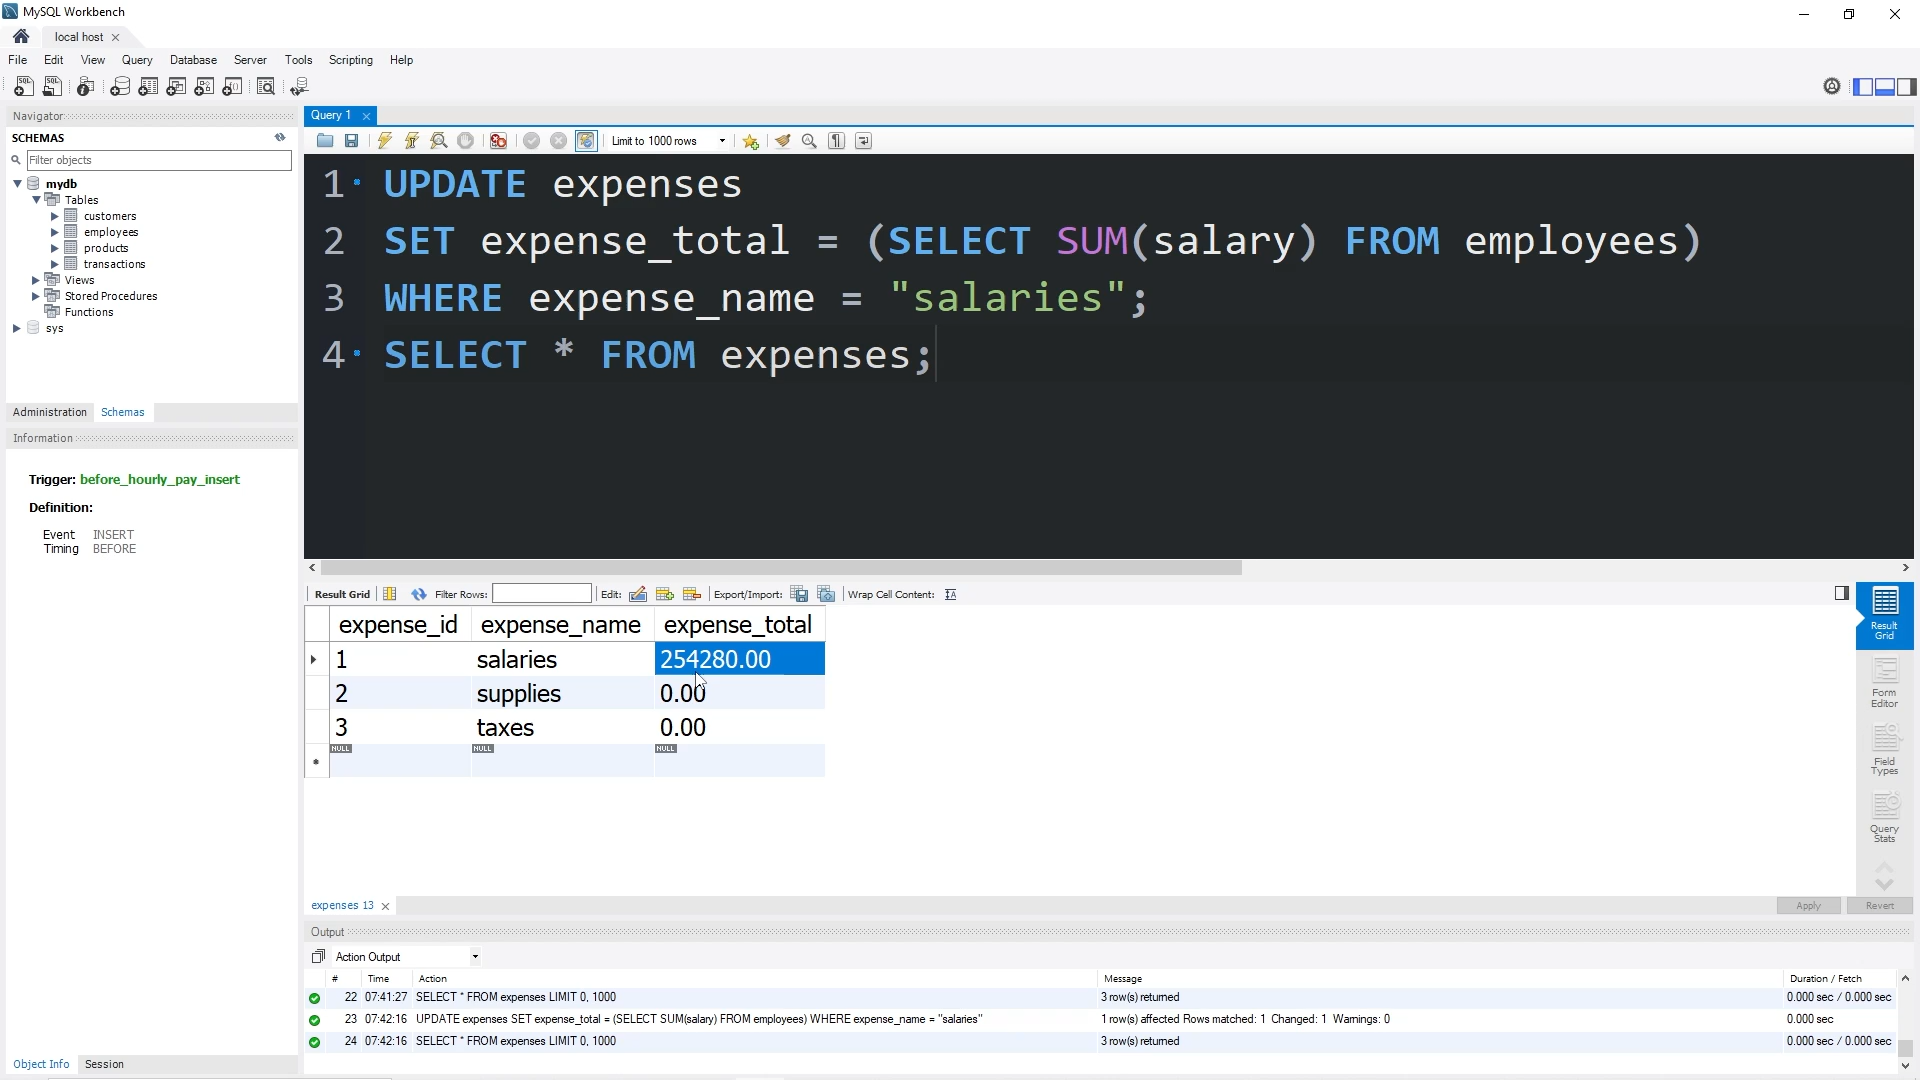 MySQL Workbench
local host
File Edit View Query Database Server Tools Scripting Help
Navigator
SCHEMAS
Filter objects
mydb
Tables
customers
employees
products
transactions
Views
Stored Procedures
Functions
sys
Administration Schemas
Information
Trigger: before_hourly_pay_insert
Definition:
Event INSERT
Timing BEFORE
Object Info Session
Query 1
Limit to 1000 rows
1 UPDATE expenses
2 SET expense_total = (SELECT SUM(salary) FROM employees)
3 WHERE expense_name = "salaries";
4 SELECT * FROM expenses;
Result Grid Filter Rows: Edit: Export/Import: Wrap Cell Content:
expense_id expense_name expense_total
1 salaries 254280.00
2 supplies 0.00
3 taxes 0.00
NULL NULL NULL
Result
Grid
Form
Editor
Field
Types
Query
Stats
expenses 13
Apply Revert
Output
Action Output
# Time Action Message Duration / Fetch
22 07:41:27 SELECT * FROM expenses LIMIT 0, 1000 3 row(s) returned 0.000 sec / 0.000 sec
23 07:42:16 UPDATE expenses SET expense_total = (SELECT SUM(salary) FROM employees) WHERE expense_name = "salaries" 1 row(s) affected Rows matched: 1 Changed: 1 Warnings: 0 0.000 sec
24 07:42:16 SELECT * FROM expenses LIMIT 0, 1000 3 row(s) returned 0.000 sec / 0.000 sec